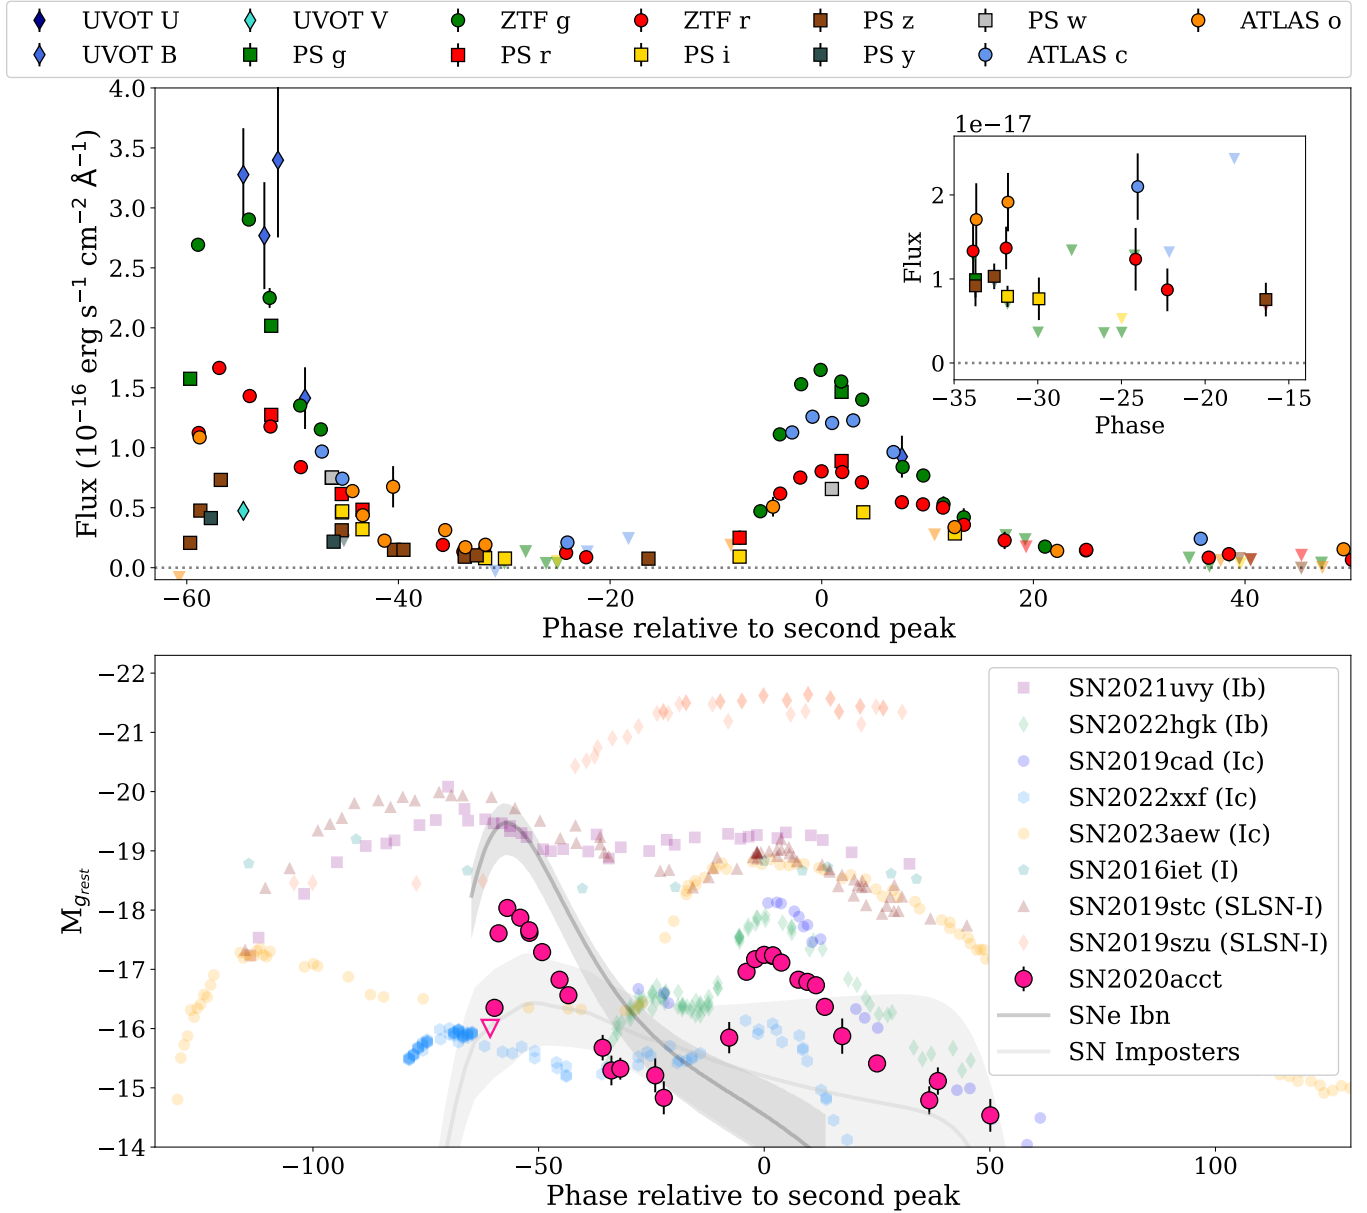 UVOT U UVOT V ZTF g ZTF r PS z PS w ATLAS o
UVOT B PS g PS r PS i PS y ATLAS c
Flux (10⁻¹⁶ erg s⁻¹ cm⁻² Å⁻¹)
4.0
3.5
3.0
2.5
2.0
1.5
1.0
0.5
0.0
−60 −40 −20 0 20 40
Phase relative to second peak
1e−17
Flux
2
1
0
−35 −30 −25 −20 −15
Phase
M_{g_{rest}}
−22
−21
−20
−19
−18
−17
−16
−15
−14
SN2021uvy (Ib)
SN2022hgk (Ib)
SN2019cad (Ic)
SN2022xxf (Ic)
SN2023aew (Ic)
SN2016iet (I)
SN2019stc (SLSN-I)
SN2019szu (SLSN-I)
SN2020acct
SNe Ibn
SN Imposters
−100 −50 0 50 100
Phase relative to second peak